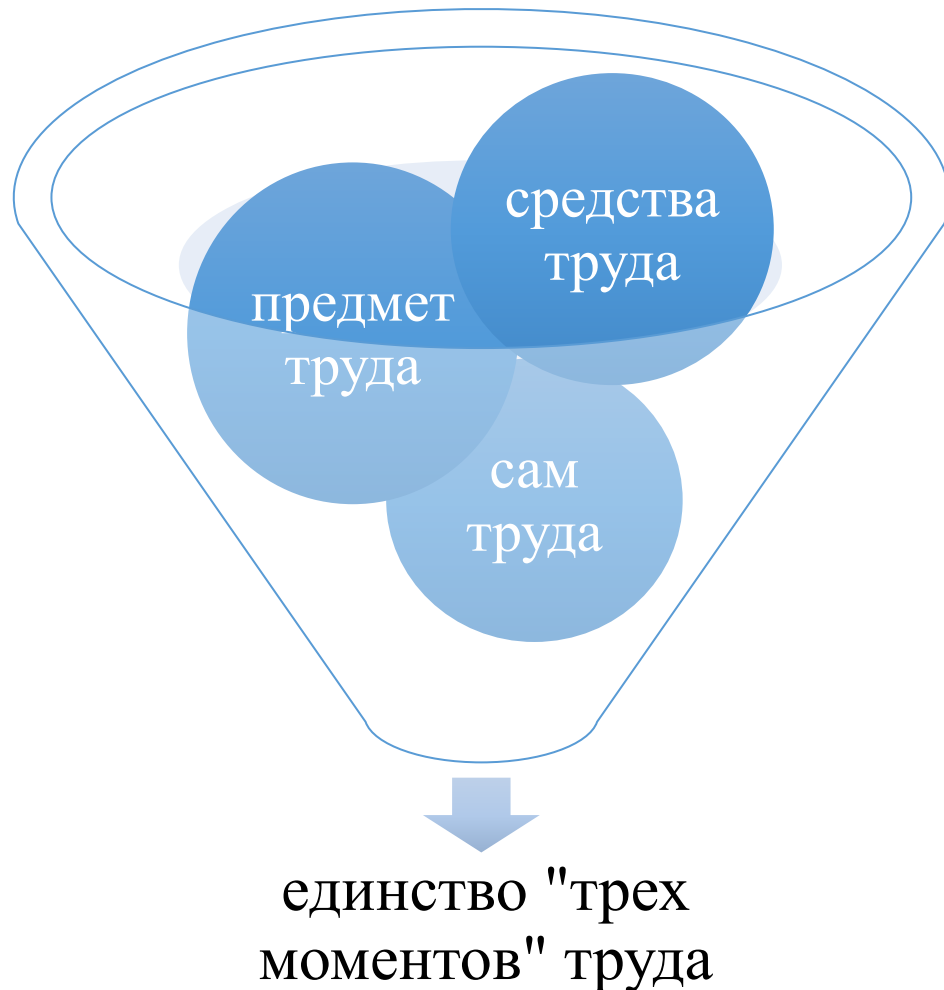 средства
труда
предмет
труда
сам
труда
единство "трех
моментов" труда